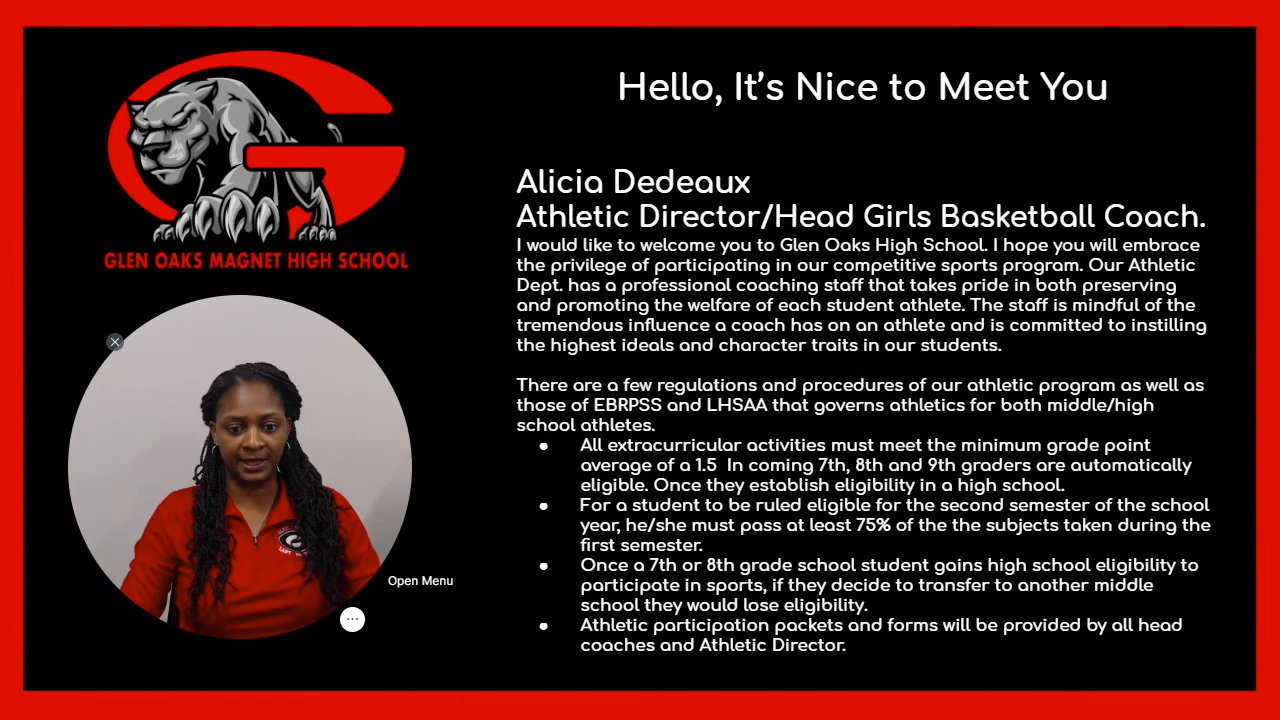 Hello, It's Nice to Meet You
GLEN OAKS MAGNET HIGH SCHOOL
Alicia Dedeaux
Athletic Director/Head Girls Basketball Coach.
I would like to welcome you to Glen Oaks High School. I hope you will embrace
the privilege of participating in our competitive sports program. Our Athletic
Dept. has a professional coaching staff that takes pride in both preserving
and promoting the welfare of each student athlete. The staff is mindful of the
tremendous influence a coach has on an athlete and is committed to instilling
the highest ideals and character traits in our students.
There are a few regulations and procedures of our athletic program as well as
those of EBRPSS and LHSAA that governs athletics for both middle/high
school athletes.
● All extracurricular activities must meet the minimum grade point
average of a 1.5  In coming 7th, 8th and 9th graders are automatically
eligible. Once they establish eligibility in a high school.
● For a student to be ruled eligible for the second semester of the school
year, he/she must pass at least 75% of the the subjects taken during the
first semester.
● Once a 7th or 8th grade school student gains high school eligibility to
participate in sports, if they decide to transfer to another middle
school they would lose eligibility.
● Athletic participation packets and forms will be provided by all head
coaches and Athletic Director.
Open Menu